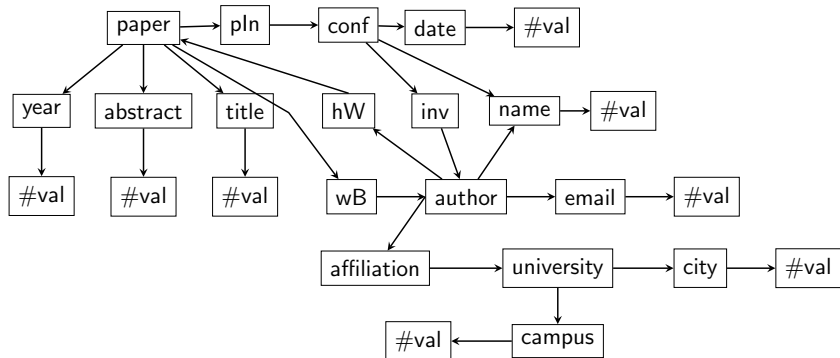 paper pIn conf date #val
year abstract title hW inv name #val
#val #val #val wB author email #val
affiliation university city #val
#val campus